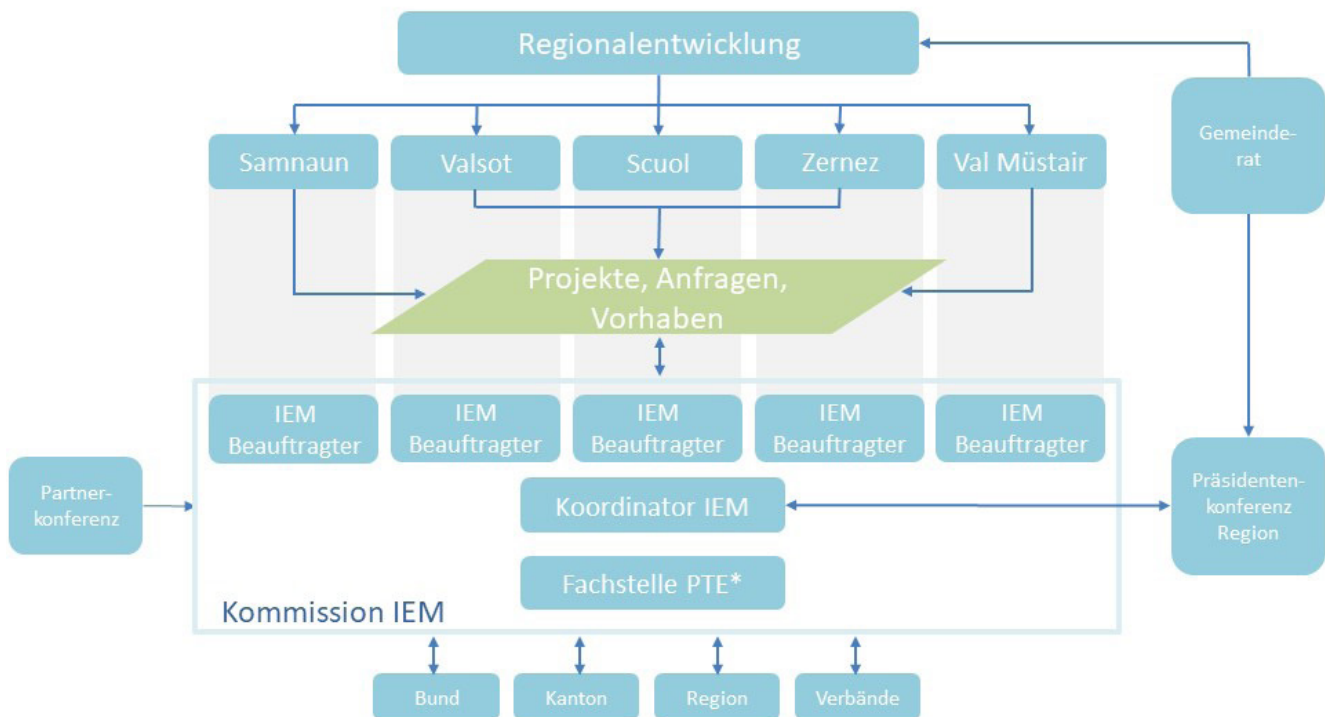 Regionalentwicklung
Gemeinde-
rat
Samnaun
Valsot
Scuol
Zernez
Val Müstair
Projekte, Anfragen,
Vorhaben
IEM
Beauftragter
IEM
Beauftragter
IEM
Beauftragter
IEM
Beauftragter
IEM
Beauftragter
Partner-
konferenz
Koordinator IEM
Präsidenten-
konferenz
Region
Fachstelle PTE*
Kommission IEM
Bund
Kanton
Region
Verbände